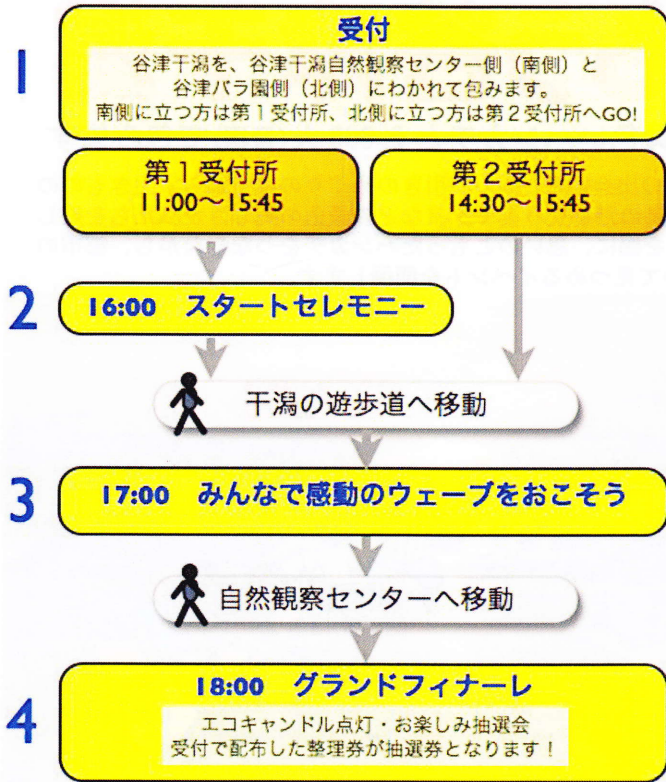 1
受付
谷津干潟を、谷津干潟自然観察センター側（南側）と
谷津バラ園側（北側）にわかれて包みます。
南側に立つ方は第１受付所、北側に立つ方は第２受付所へGO!
第１受付所
11:00〜15:45
第２受付所
14:30〜15:45
2
16:00 スタートセレモニー
干潟の遊歩道へ移動
3
17:00 みんなで感動のウェーブをおこそう
自然観察センターへ移動
4
18:00 グランドフィナーレ
エコキャンドル点灯・お楽しみ抽選会
受付で配布した整理券が抽選券となります！